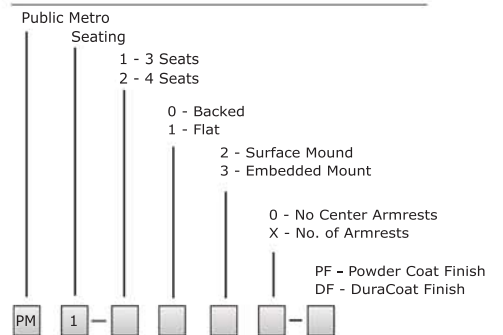 Public Metro
Seating
1 - 3 Seats
2 - 4 Seats
0 - Backed
1 - Flat
2 - Surface Mound
3 - Embedded Mount
0 - No Center Armrests
X - No. of Armrests
PF – Powder Coat Finish
DF - DuraCoat Finish
PM 1 – –